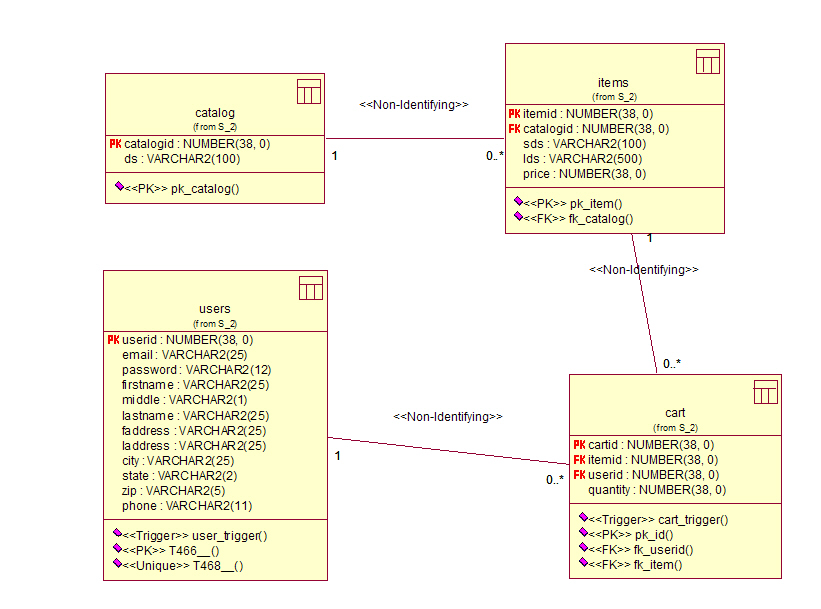 catalog
(from S_2)
PK catalogid : NUMBER(38, 0)
ds : VARCHAR2(100)
<<PK>> pk_catalog()
<<Non-Identifying>>
1
0..*
items
(from S_2)
PK itemid : NUMBER(38, 0)
FK catalogid : NUMBER(38, 0)
sds : VARCHAR2(100)
lds : VARCHAR2(500)
price : NUMBER(38, 0)
<<PK>> pk_item()
<<FK>> fk_catalog()
1
<<Non-Identifying>>
0..*
users
(from S_2)
PK userid : NUMBER(38, 0)
email : VARCHAR2(25)
password : VARCHAR2(12)
firstname : VARCHAR2(25)
middle : VARCHAR2(1)
lastname : VARCHAR2(25)
faddress : VARCHAR2(25)
laddress : VARCHAR2(25)
city : VARCHAR2(25)
state : VARCHAR2(2)
zip : VARCHAR2(5)
phone : VARCHAR2(11)
<<Trigger>> user_trigger()
<<PK>> T466__()
<<Unique>> T468__()
<<Non-Identifying>>
1
0..*
cart
(from S_2)
PK cartid : NUMBER(38, 0)
FK itemid : NUMBER(38, 0)
FK userid : NUMBER(38, 0)
quantity : NUMBER(38, 0)
<<Trigger>> cart_trigger()
<<PK>> pk_id()
<<FK>> fk_userid()
<<FK>> fk_item()